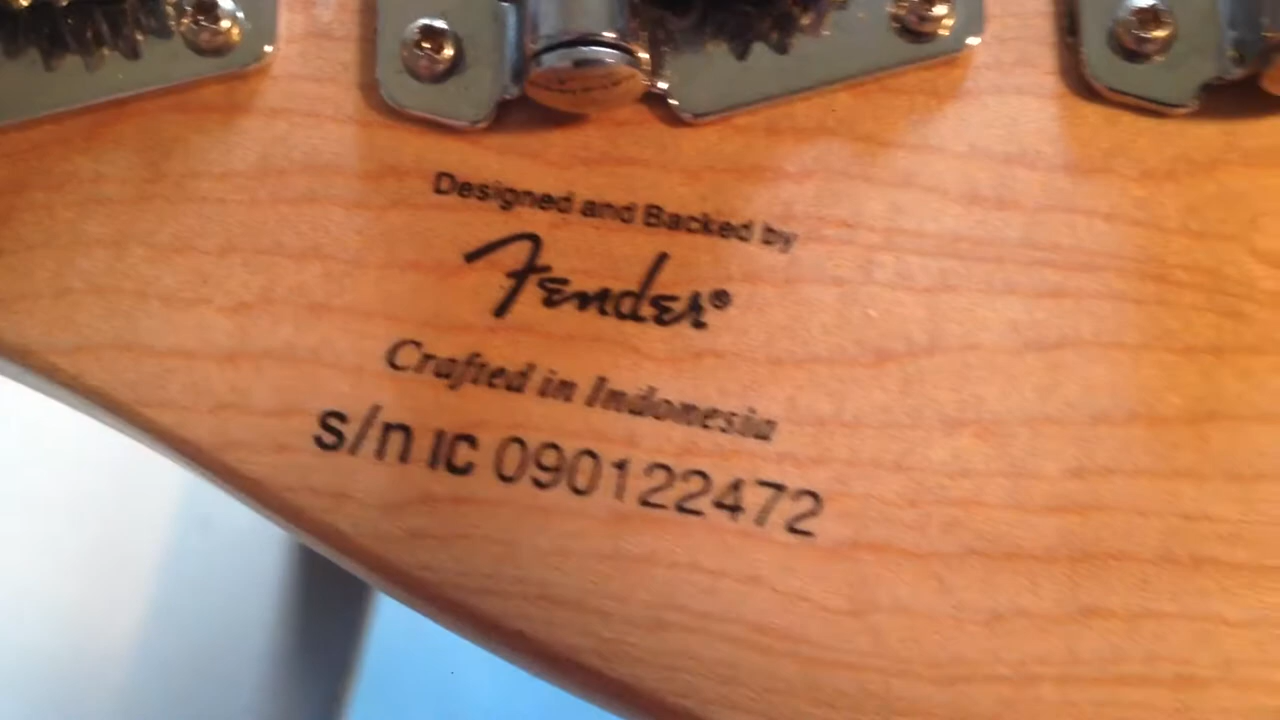 Designed and Backed by
Fender®
Crafted in Indonesia
s/n IC 090122472